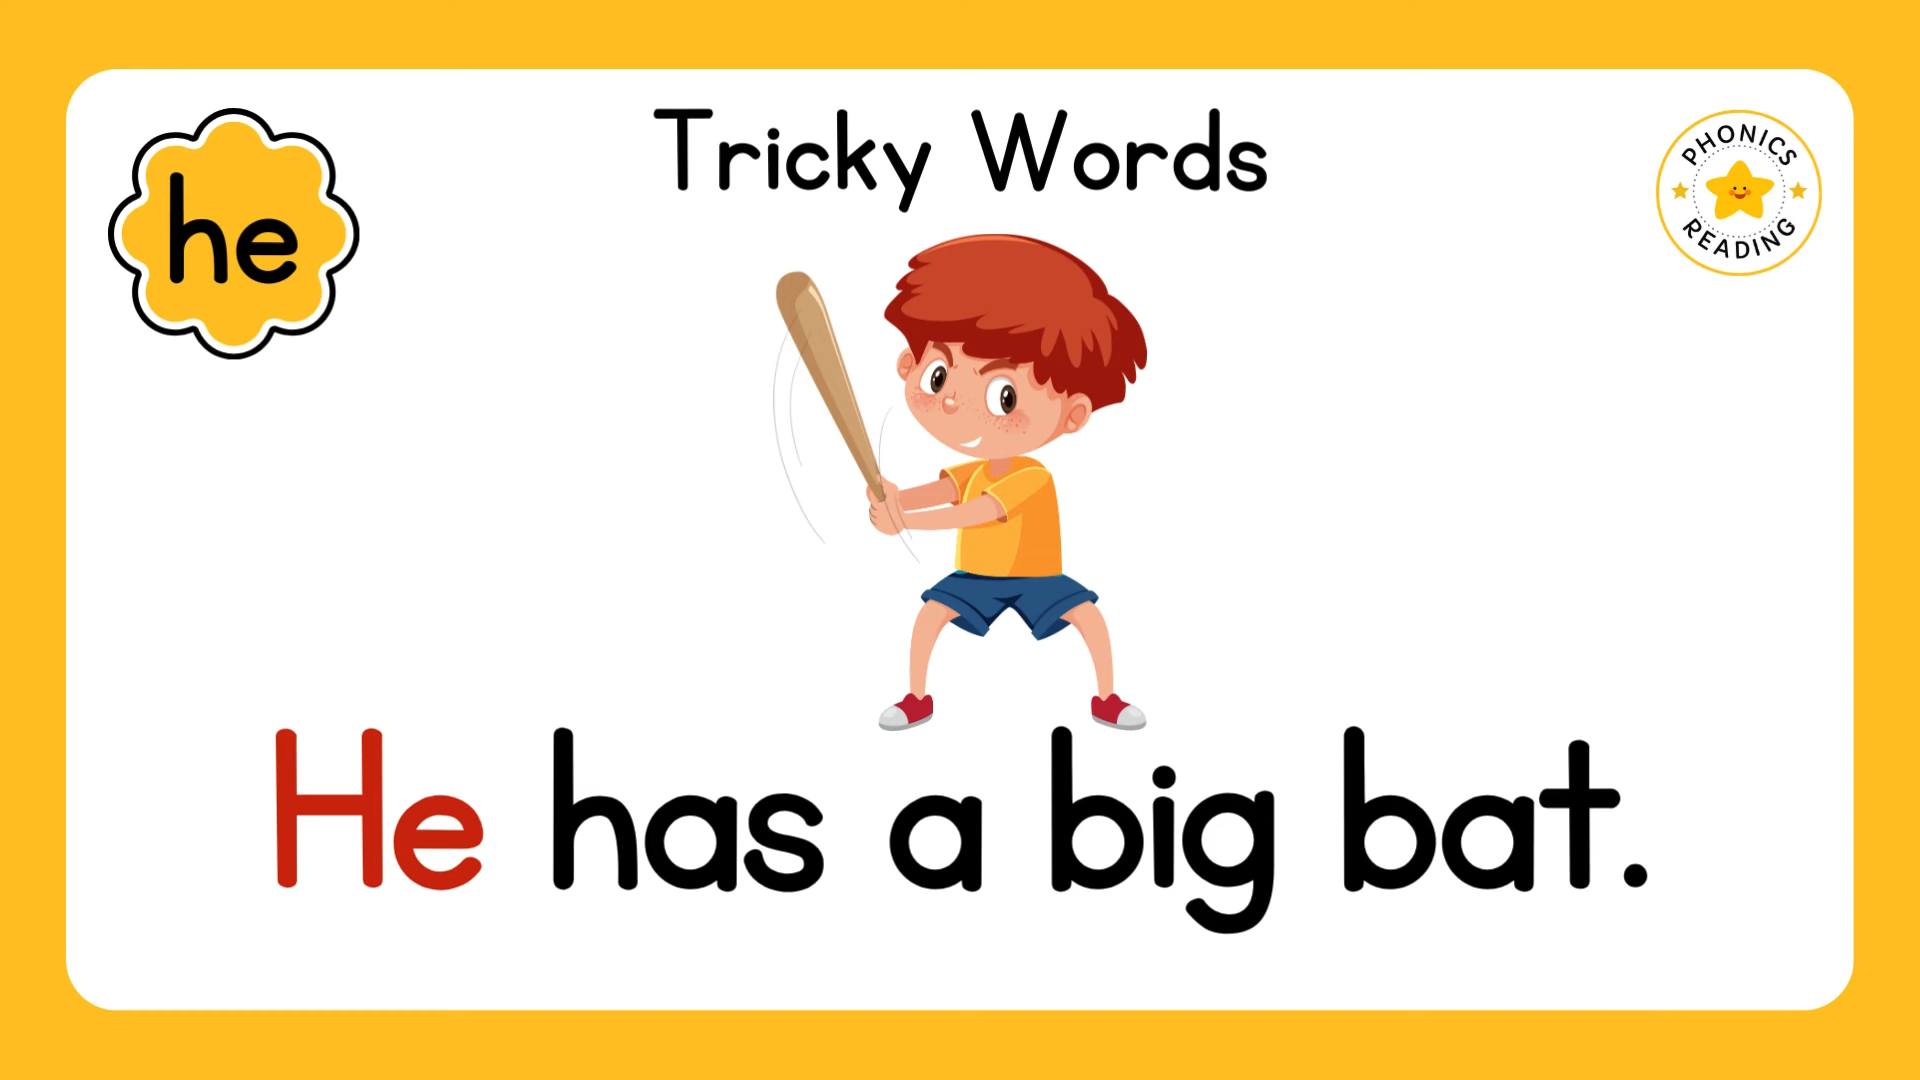 he
Tricky Words
PHONICS
READING
He has a big bat.